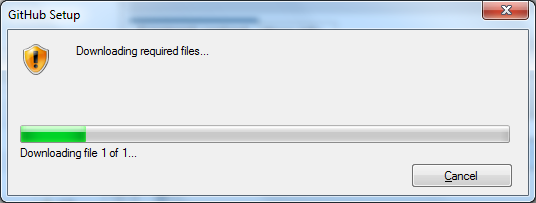 GitHub Setup
Downloading required files...
Downloading file 1 of 1...
Cancel